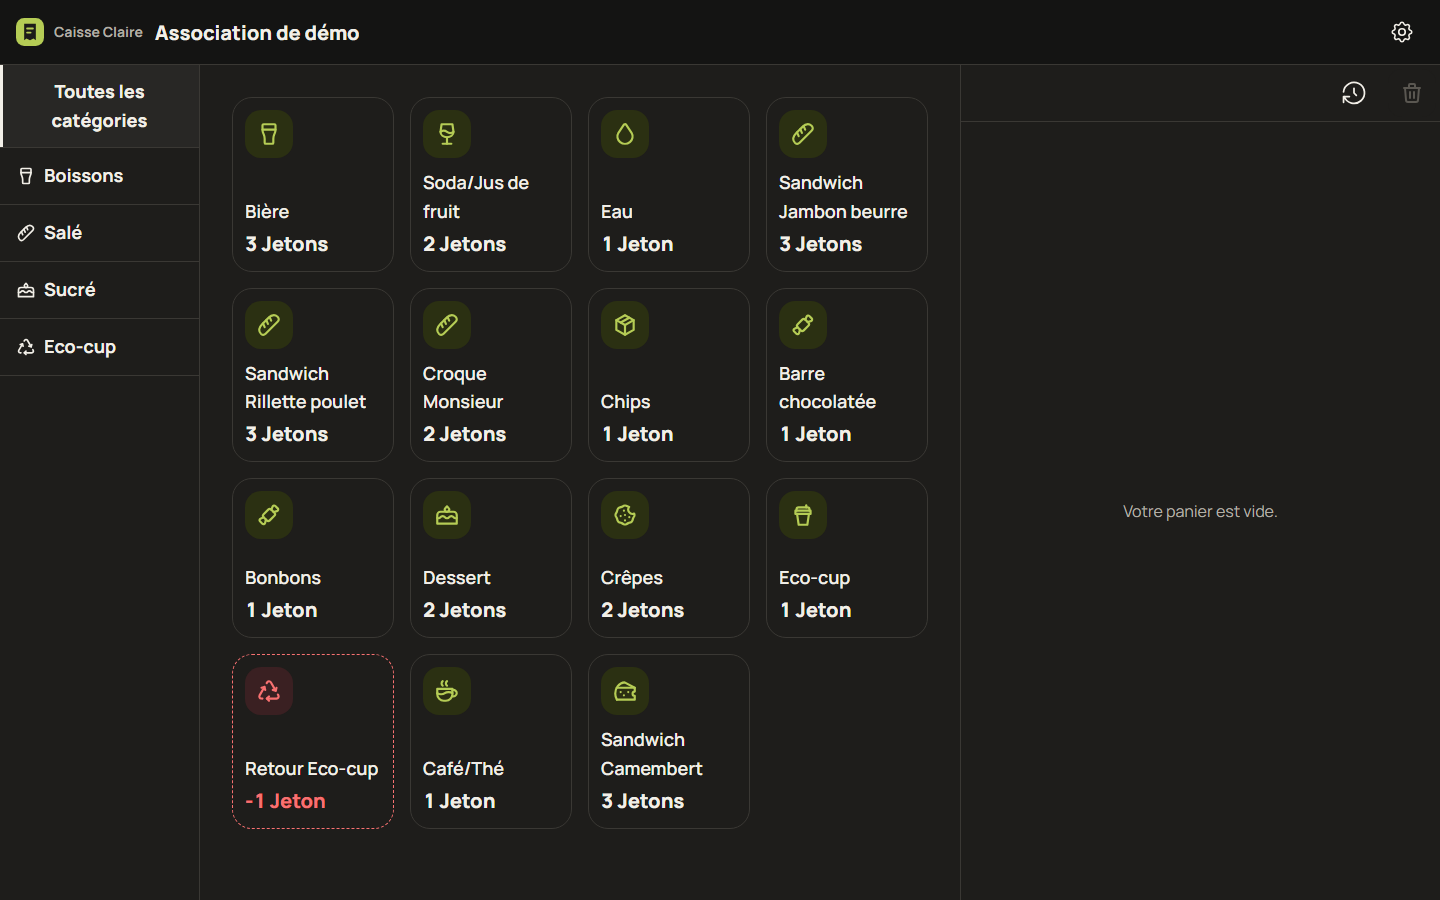 Caisse Claire
Association de démo
Toutes les
catégories
Boissons
Salé
Sucré
Eco-cup
Bière
3 Jetons
Soda/Jus de
fruit
2 Jetons
Eau
1 Jeton
Sandwich
Jambon beurre
3 Jetons
Sandwich
Rillette poulet
3 Jetons
Croque
Monsieur
2 Jetons
Chips
1 Jeton
Barre
chocolatée
1 Jeton
Bonbons
1 Jeton
Dessert
2 Jetons
Crêpes
2 Jetons
Eco-cup
1 Jeton
Retour Eco-cup
-1 Jeton
Café/Thé
1 Jeton
Sandwich
Camembert
3 Jetons
Votre panier est vide.